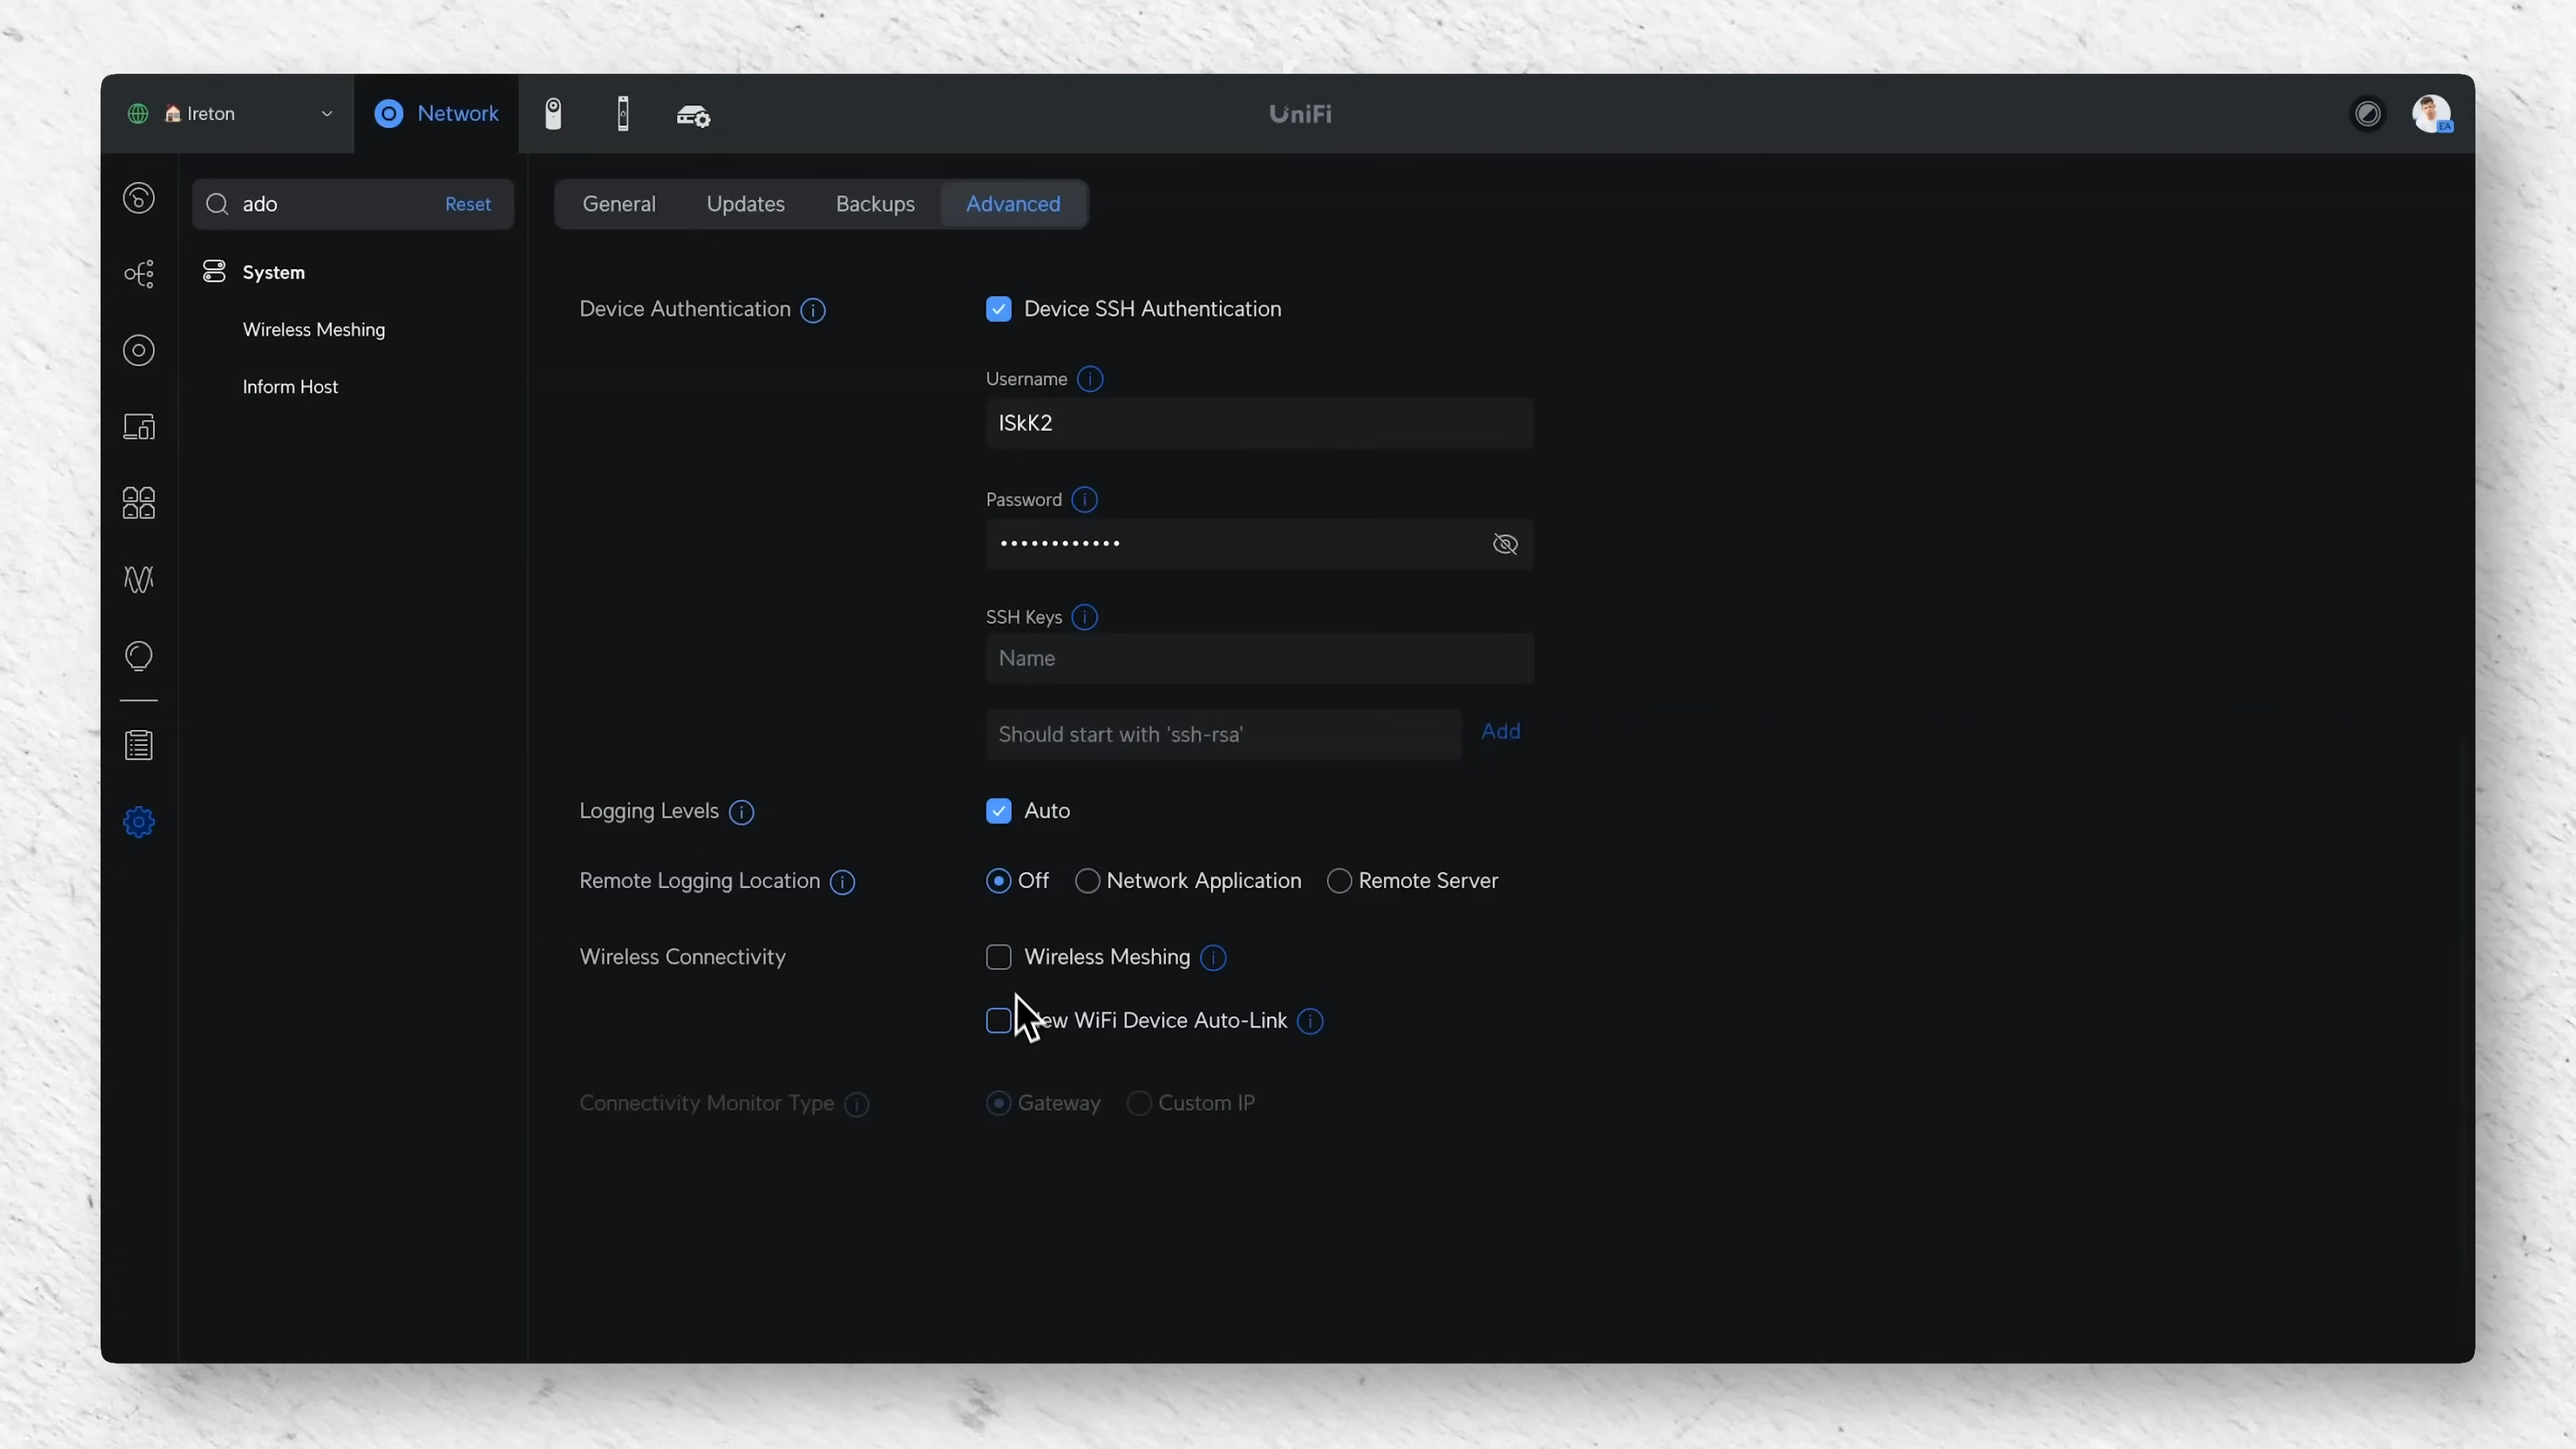 Ireton
Network
UniFi
EA
ado
Reset
General
Updates
Backups
Advanced
System
Wireless Meshing
Inform Host
Device Authentication
Device SSH Authentication
Username
ISkK2
Password
••••••••••••
SSH Keys
Name
Should start with 'ssh-rsa'
Add
Logging Levels
Auto
Remote Logging Location
Off
Network Application
Remote Server
Wireless Connectivity
Wireless Meshing
WiFi Device Auto-Link
Connectivity Monitor Type
Gateway
Custom IP